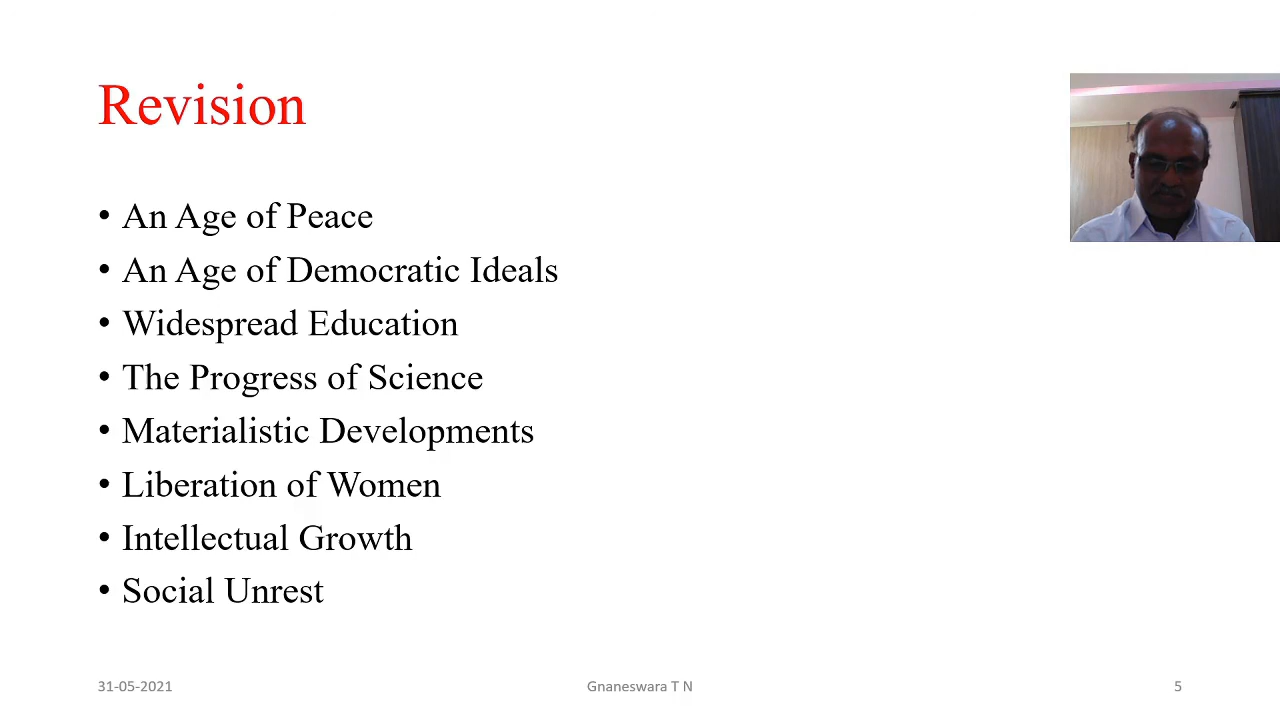 Revision
• An Age of Peace
• An Age of Democratic Ideals
• Widespread Education
• The Progress of Science
• Materialistic Developments
• Liberation of Women
• Intellectual Growth
• Social Unrest
31-05-2021
Gnaneswara T N
5